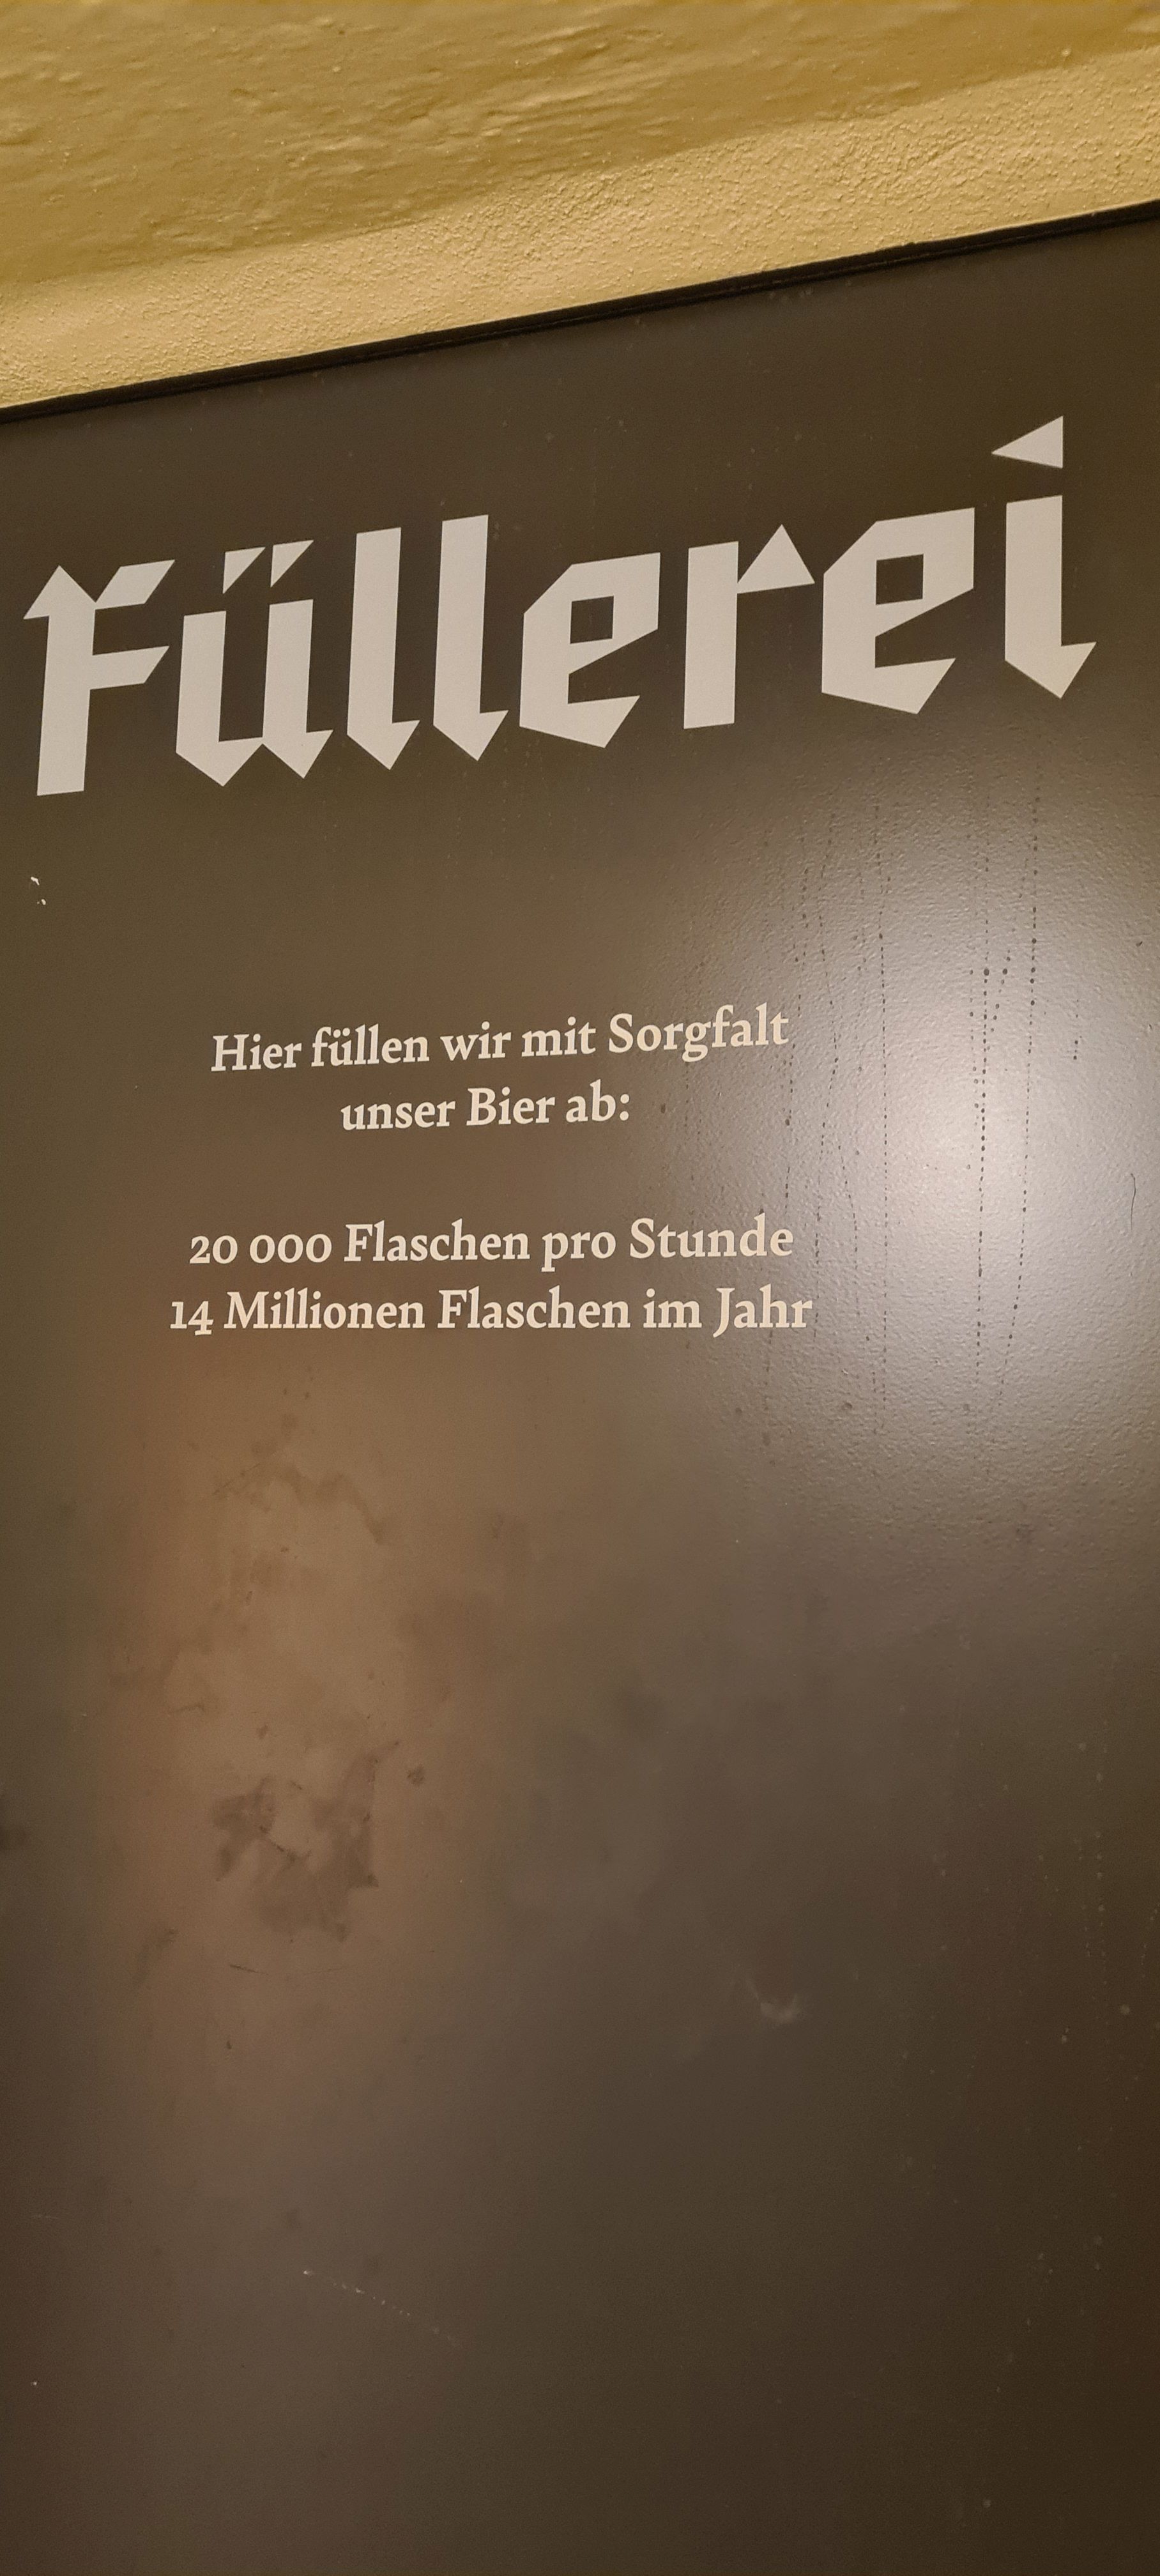 Füllerei
Hier füllen wir mit Sorgfalt
unser Bier ab:
20 000 Flaschen pro Stunde
14 Millionen Flaschen im Jahr